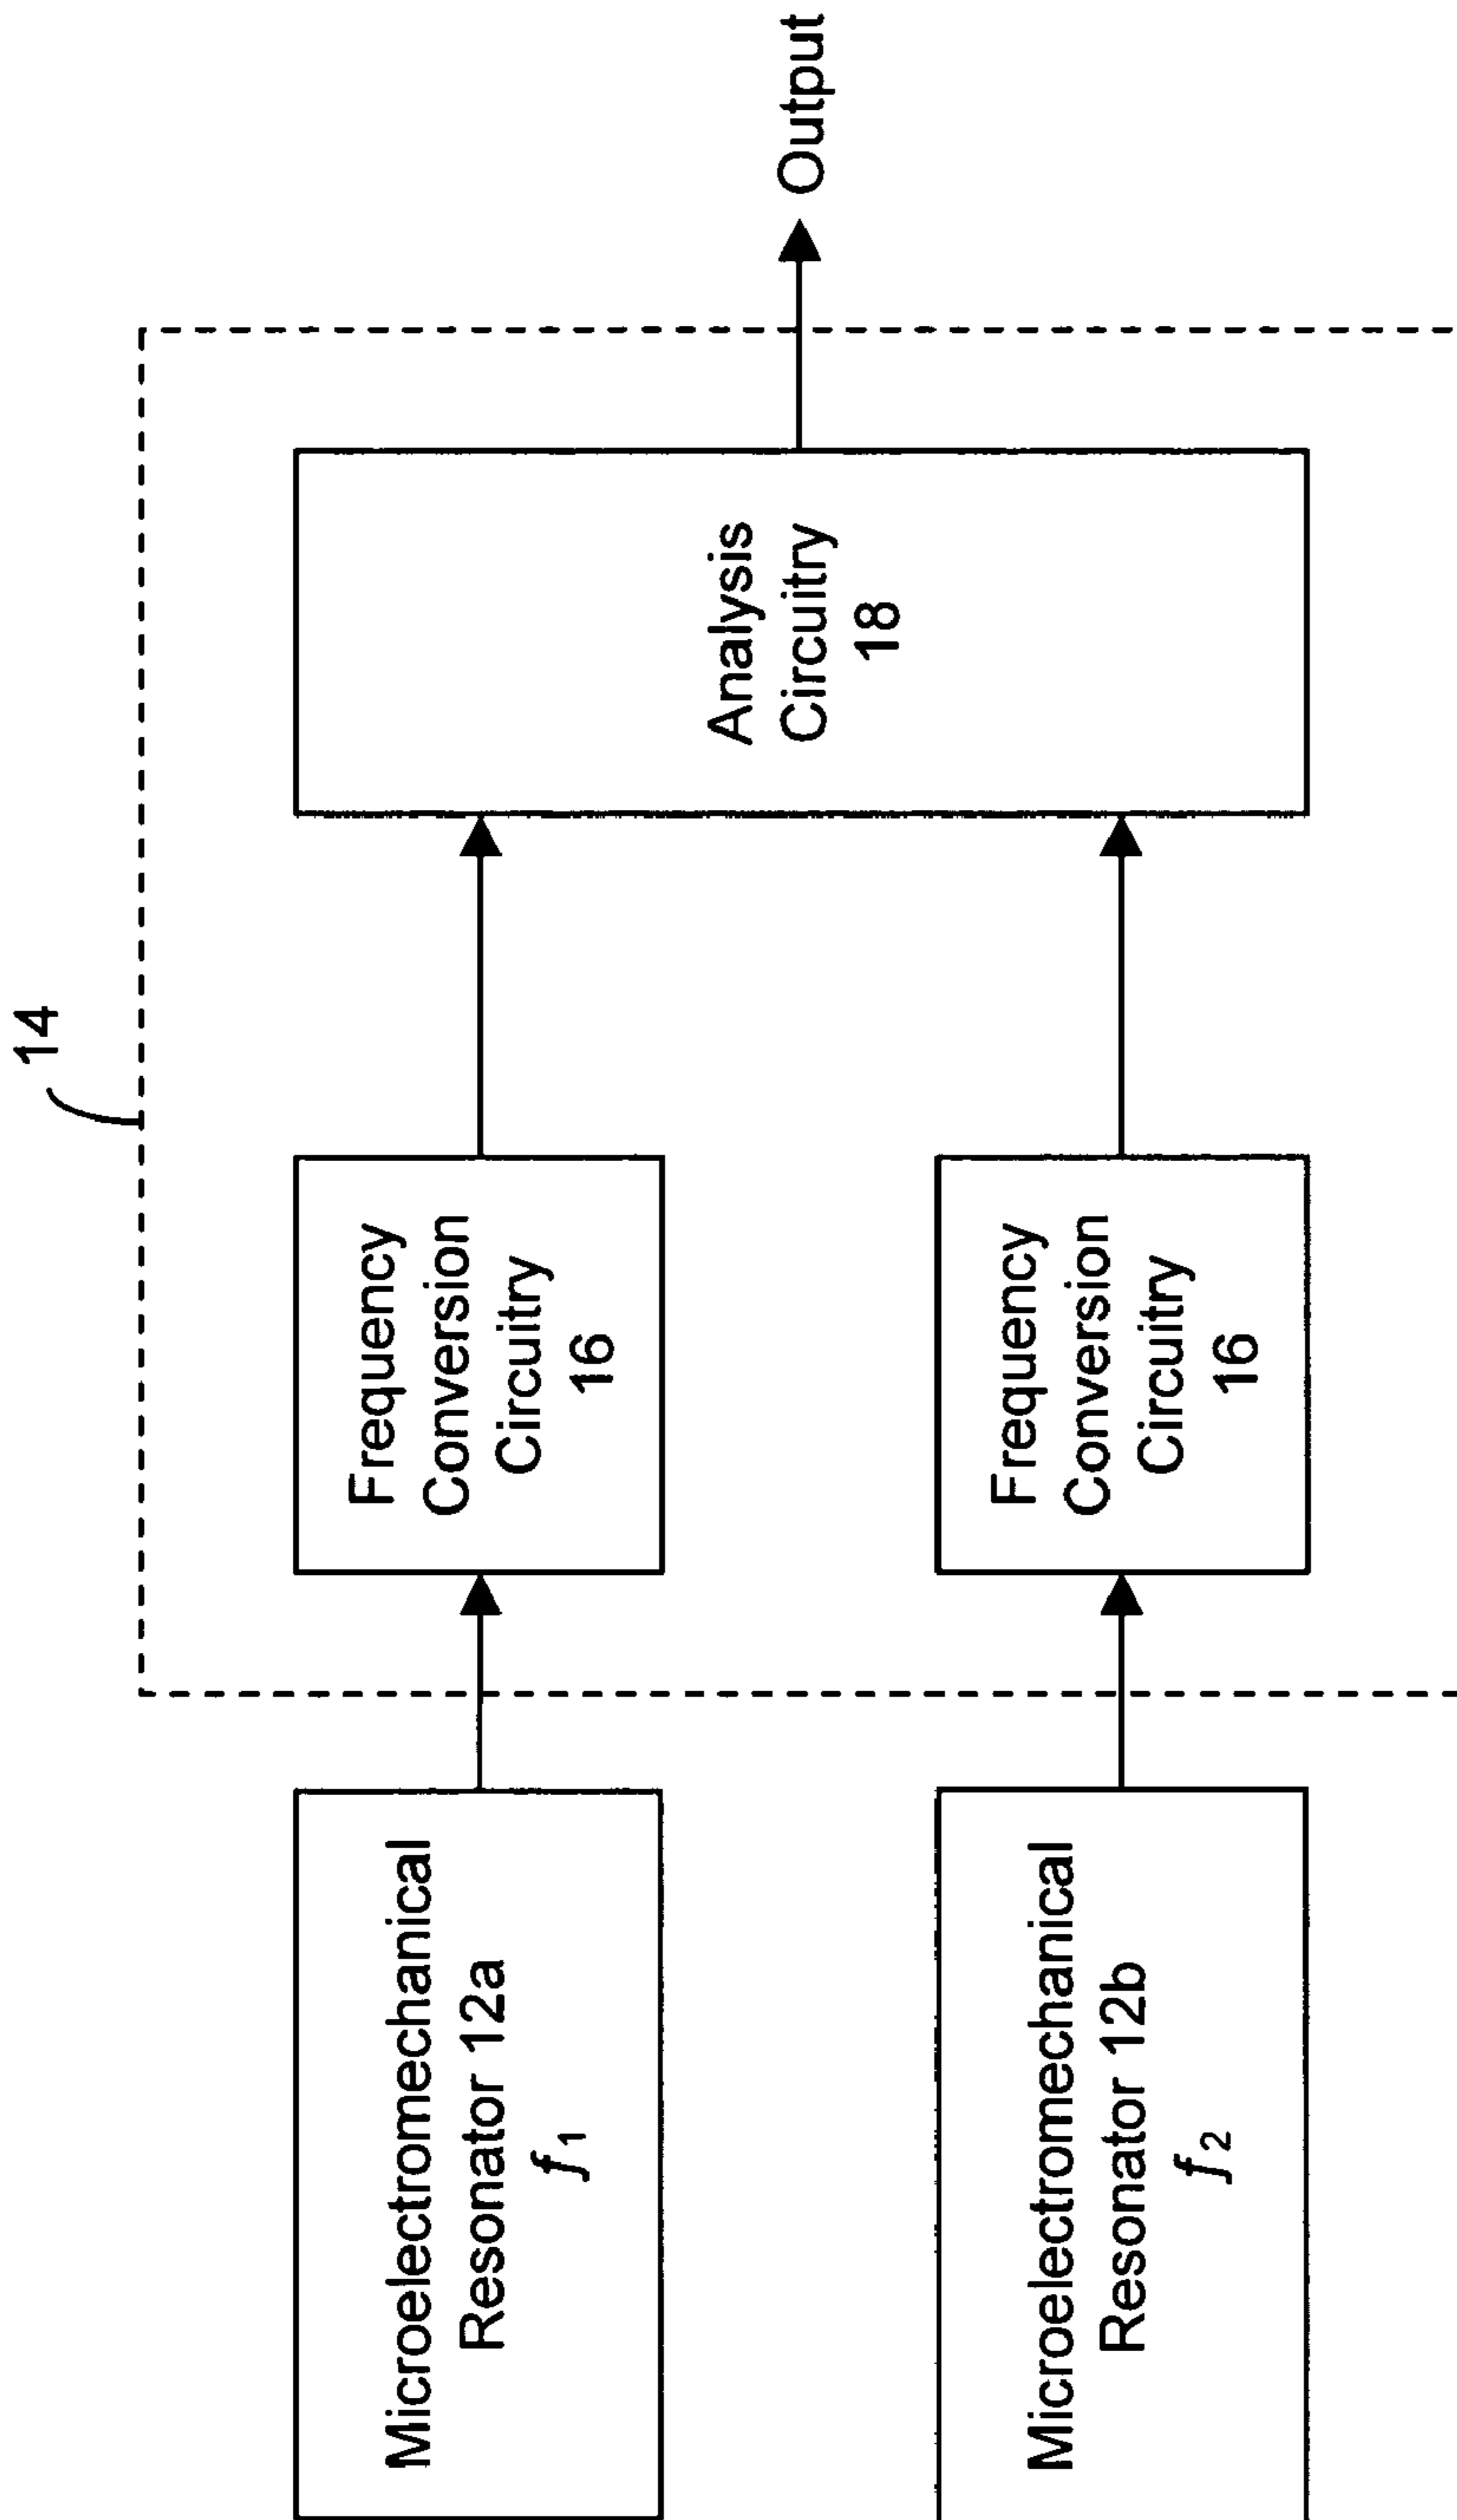 14
Microelectromechanical
Resonator 12a
f1
Frequency
Conversion
Circuitry
16
Analysis
Circuitry
18
Output
Microelectromechanical
Resonator 12b
f2
Frequency
Conversion
Circuitry
16